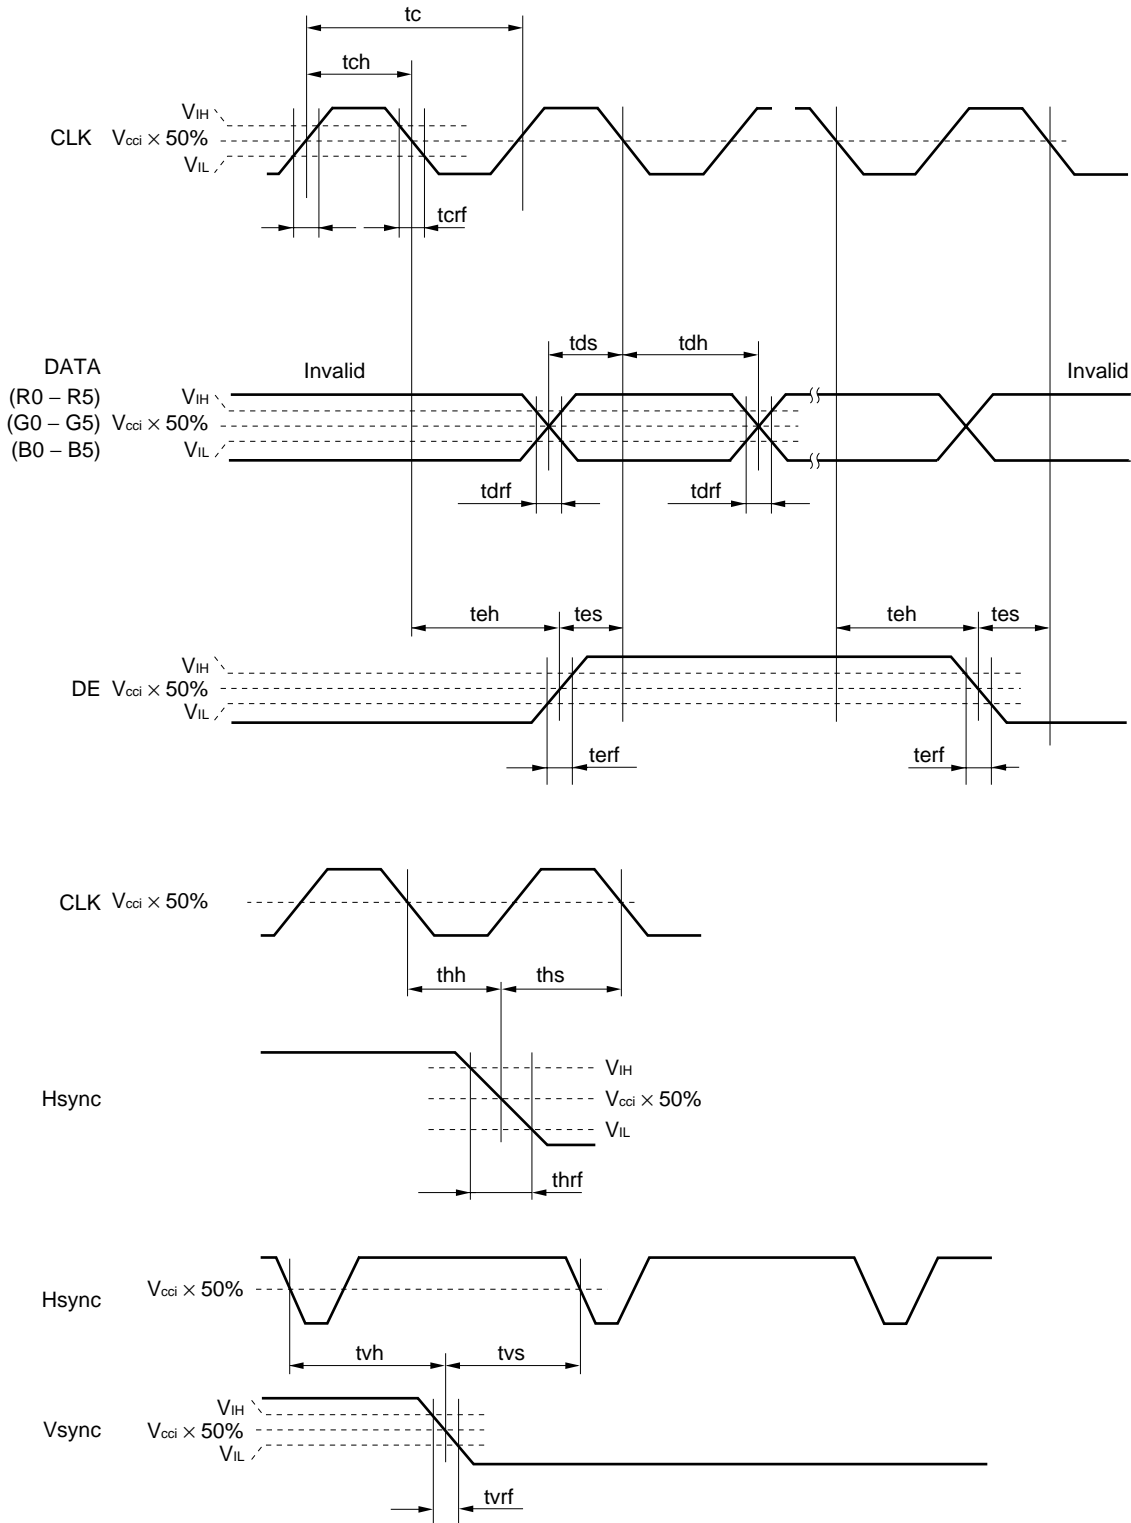 tc
tch
VIH
CLK Vcci × 50%
VIL
tcrf
tds tdh
DATA Invalid Invalid
(R0 – R5) VIH
(G0 – G5) Vcci × 50%
(B0 – B5) VIL
tdrf tdrf
teh tes teh tes
VIH
DE Vcci × 50%
VIL
terf terf
CLK Vcci × 50%
thh ths
VIH
Hsync Vcci × 50%
VIL
thrf
Vcci × 50%
Hsync
tvh tvs
VIH
Vsync Vcci × 50%
VIL
tvrf